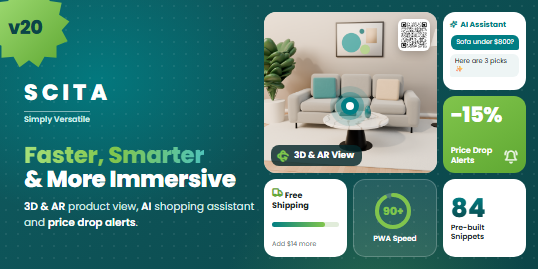 v20
SCITA
Simply Versatile
Faster, Smarter
& More Immersive
3D & AR product view, AI shopping assistant
and price drop alerts.
3D & AR View
AI Assistant
Sofa under $800?
Here are 3 picks
-15%
Price Drop
Alerts
Free
Shipping
Add $14 more
90+
PWA Speed
84
Pre-built
Snippets